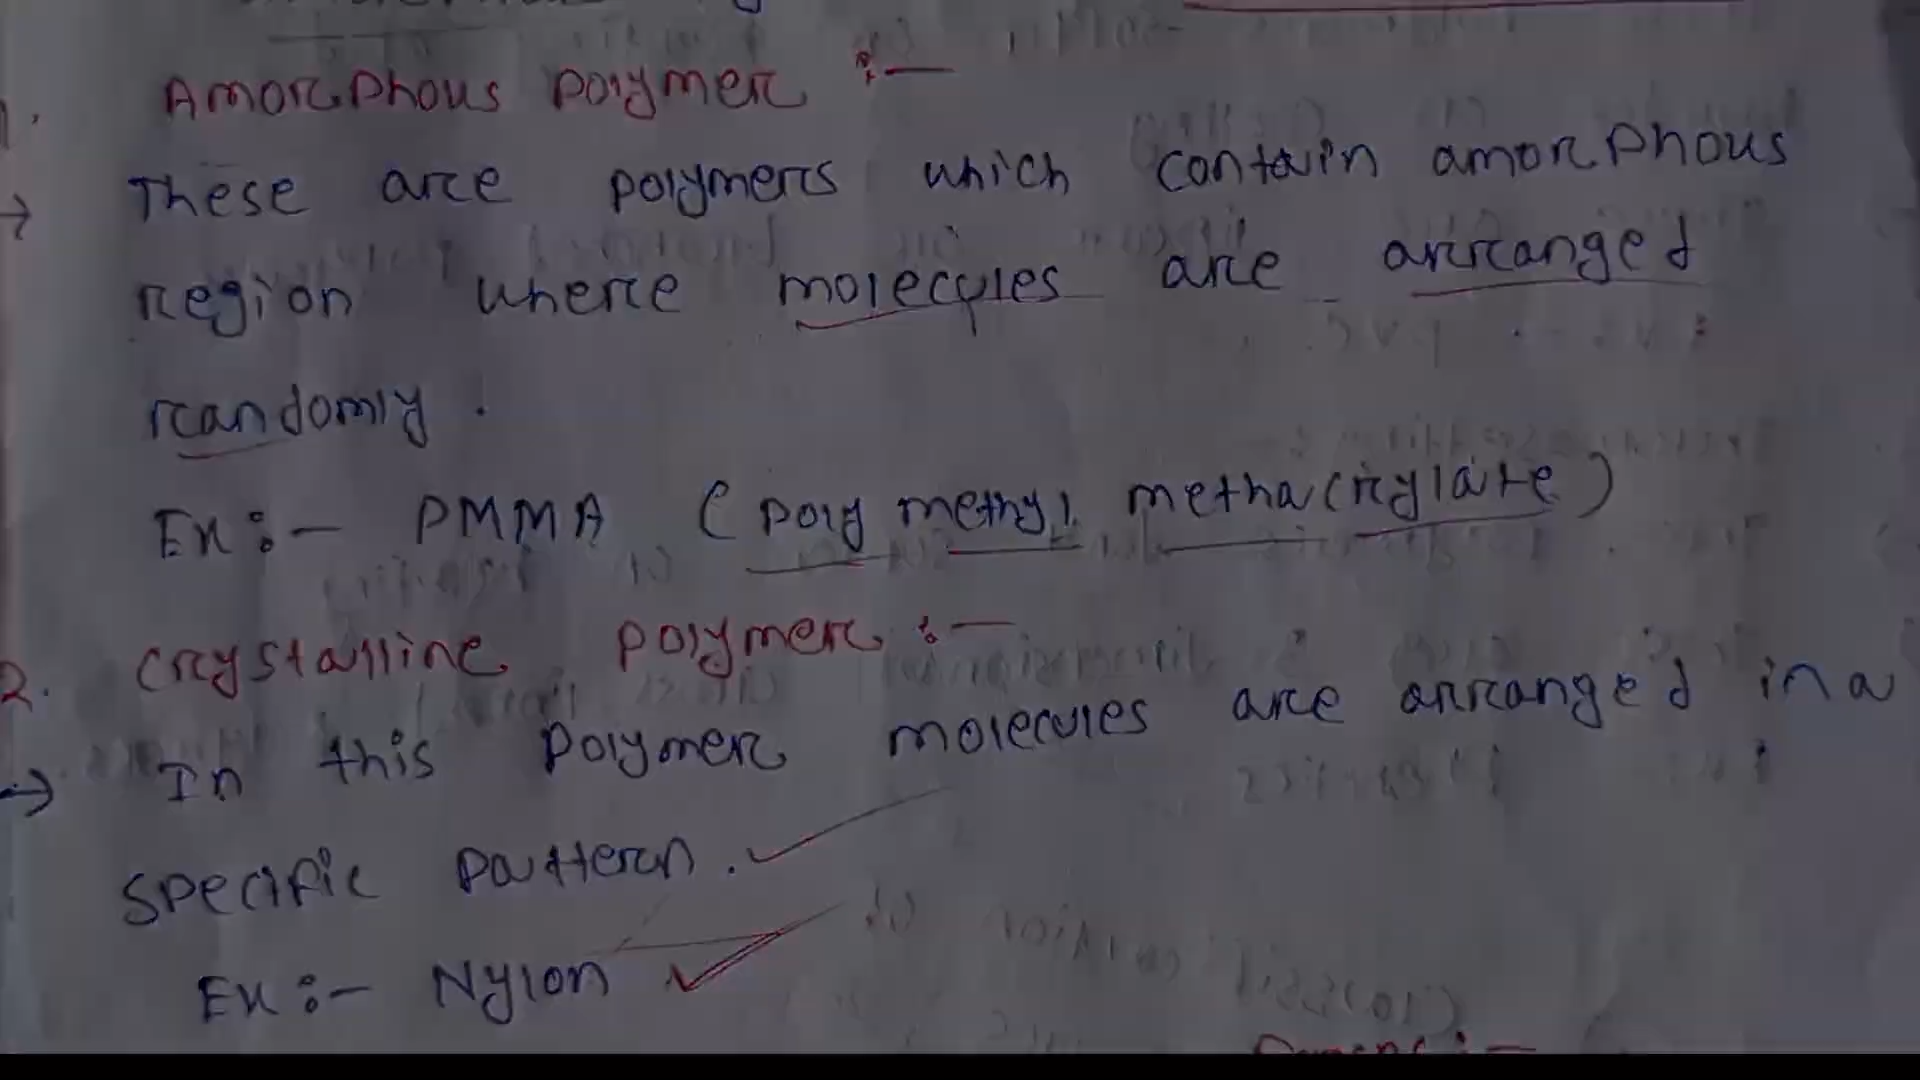 1. Amorphous polymer :-
→ These are polymers which contain amorphous
region where molecules are arranged
randomly.
Ex :- PMMA (poly methyl methacrylate)
2. Crystalline polymer :-
→ In this polymer molecules are arranged in a
specific pattern.
Ex :- Nylon